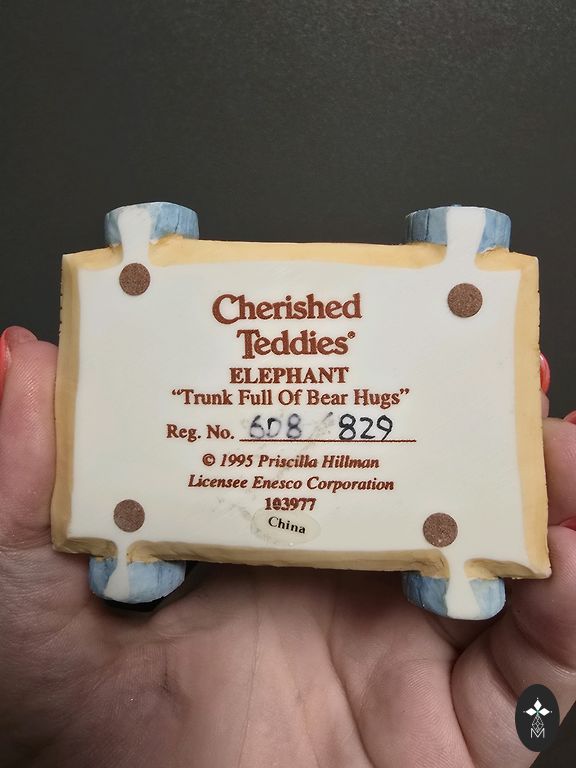 Cherished
Teddies®
ELEPHANT
"Trunk Full Of Bear Hugs"
Reg. No. 6D8/829
© 1995 Priscilla Hillman
Licensee Enesco Corporation
103977
China
M